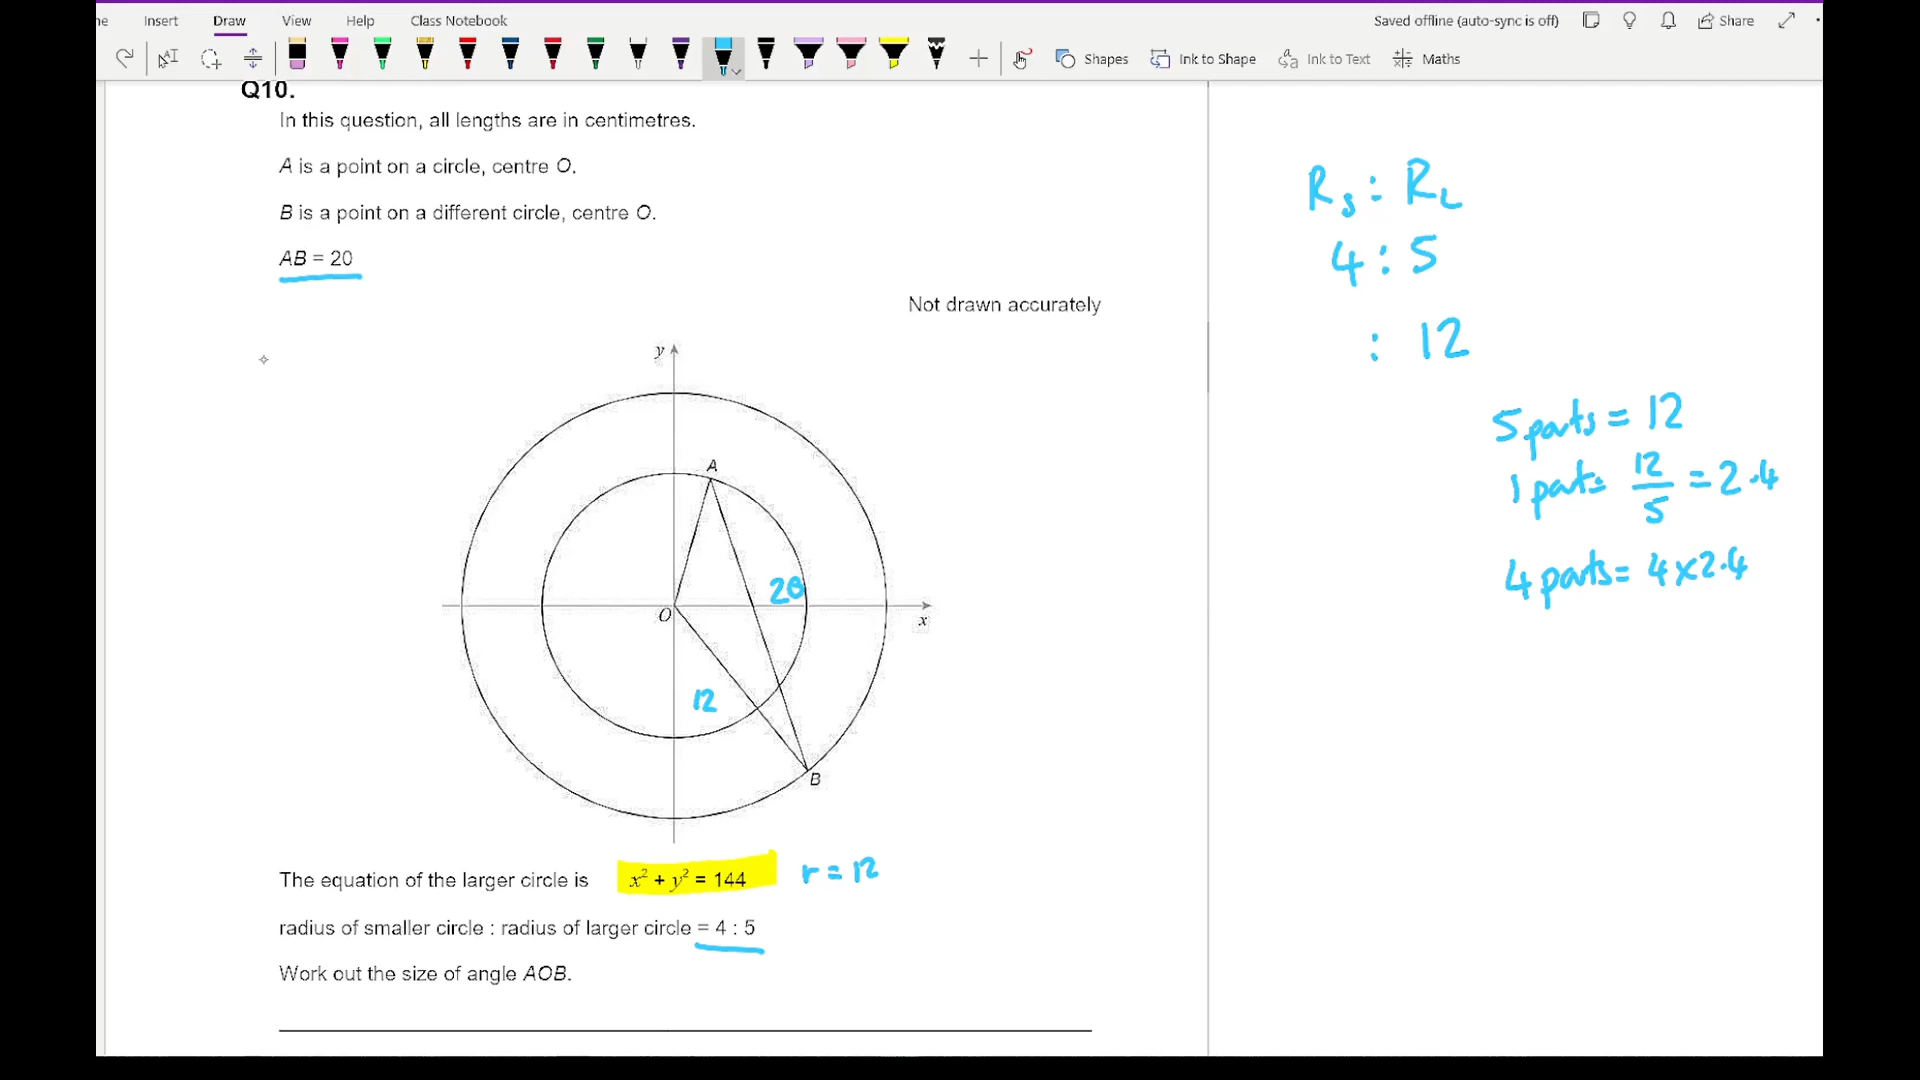 ne Insert Draw View Help Class Notebook Saved offline (auto-sync is off) Share
Shapes Ink to Shape Ink to Text Maths
Q10.
In this question, all lengths are in centimetres.
A is a point on a circle, centre O.
B is a point on a different circle, centre O.
AB = 20
Not drawn accurately
y
A
20
O
x
12
B
The equation of the larger circle is x² + y² = 144 r = 12
radius of smaller circle : radius of larger circle = 4 : 5
Work out the size of angle AOB.
Rs : RL
4 : 5
: 12
5 parts = 12
1 part = 12/5 = 2.4
4 parts = 4×2.4